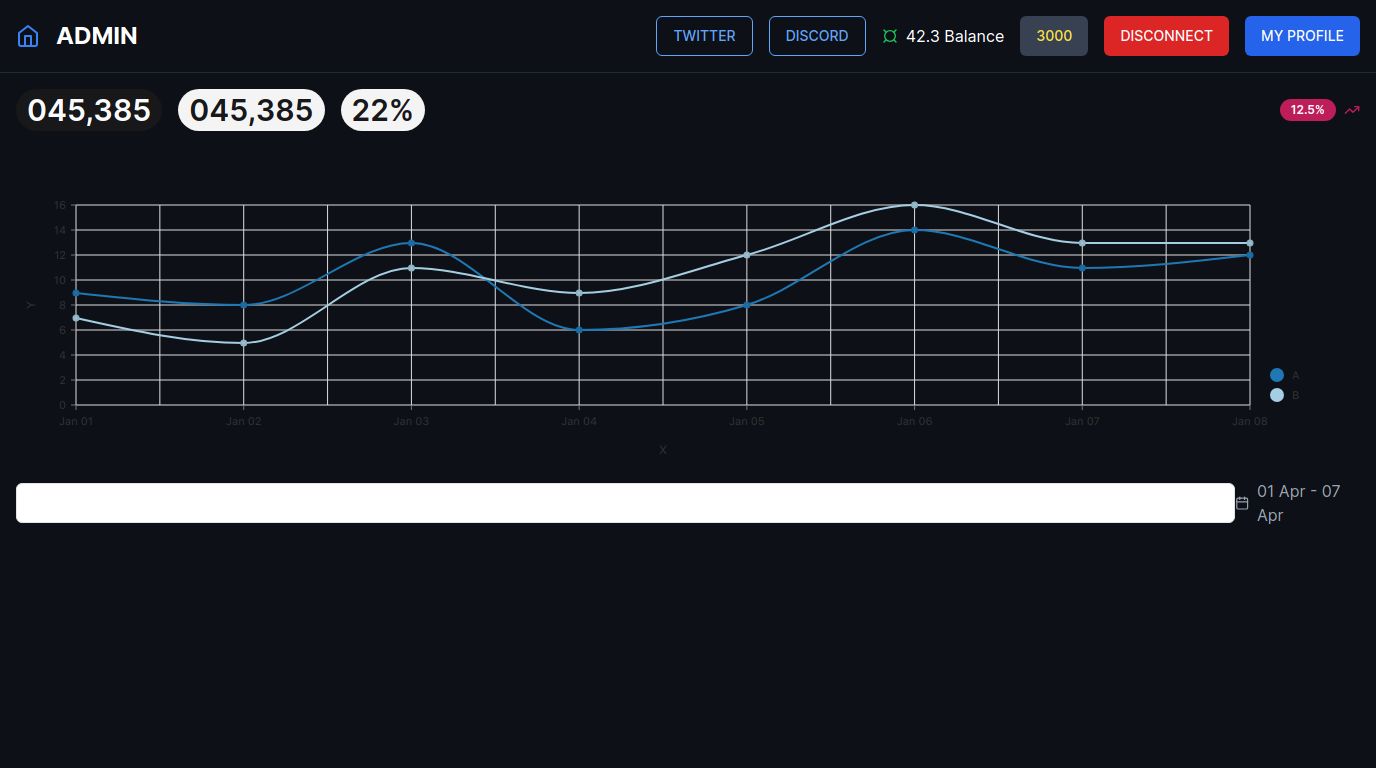 ADMIN
TWITTER
DISCORD
42.3 Balance
3000
DISCONNECT
MY PROFILE
045,385
045,385
22%
12.5%
16
14
12
10
8
6
4
2
0
Y
Jan 01
Jan 02
Jan 03
Jan 04
Jan 05
Jan 06
Jan 07
Jan 08
X
A
B
01 Apr - 07
Apr